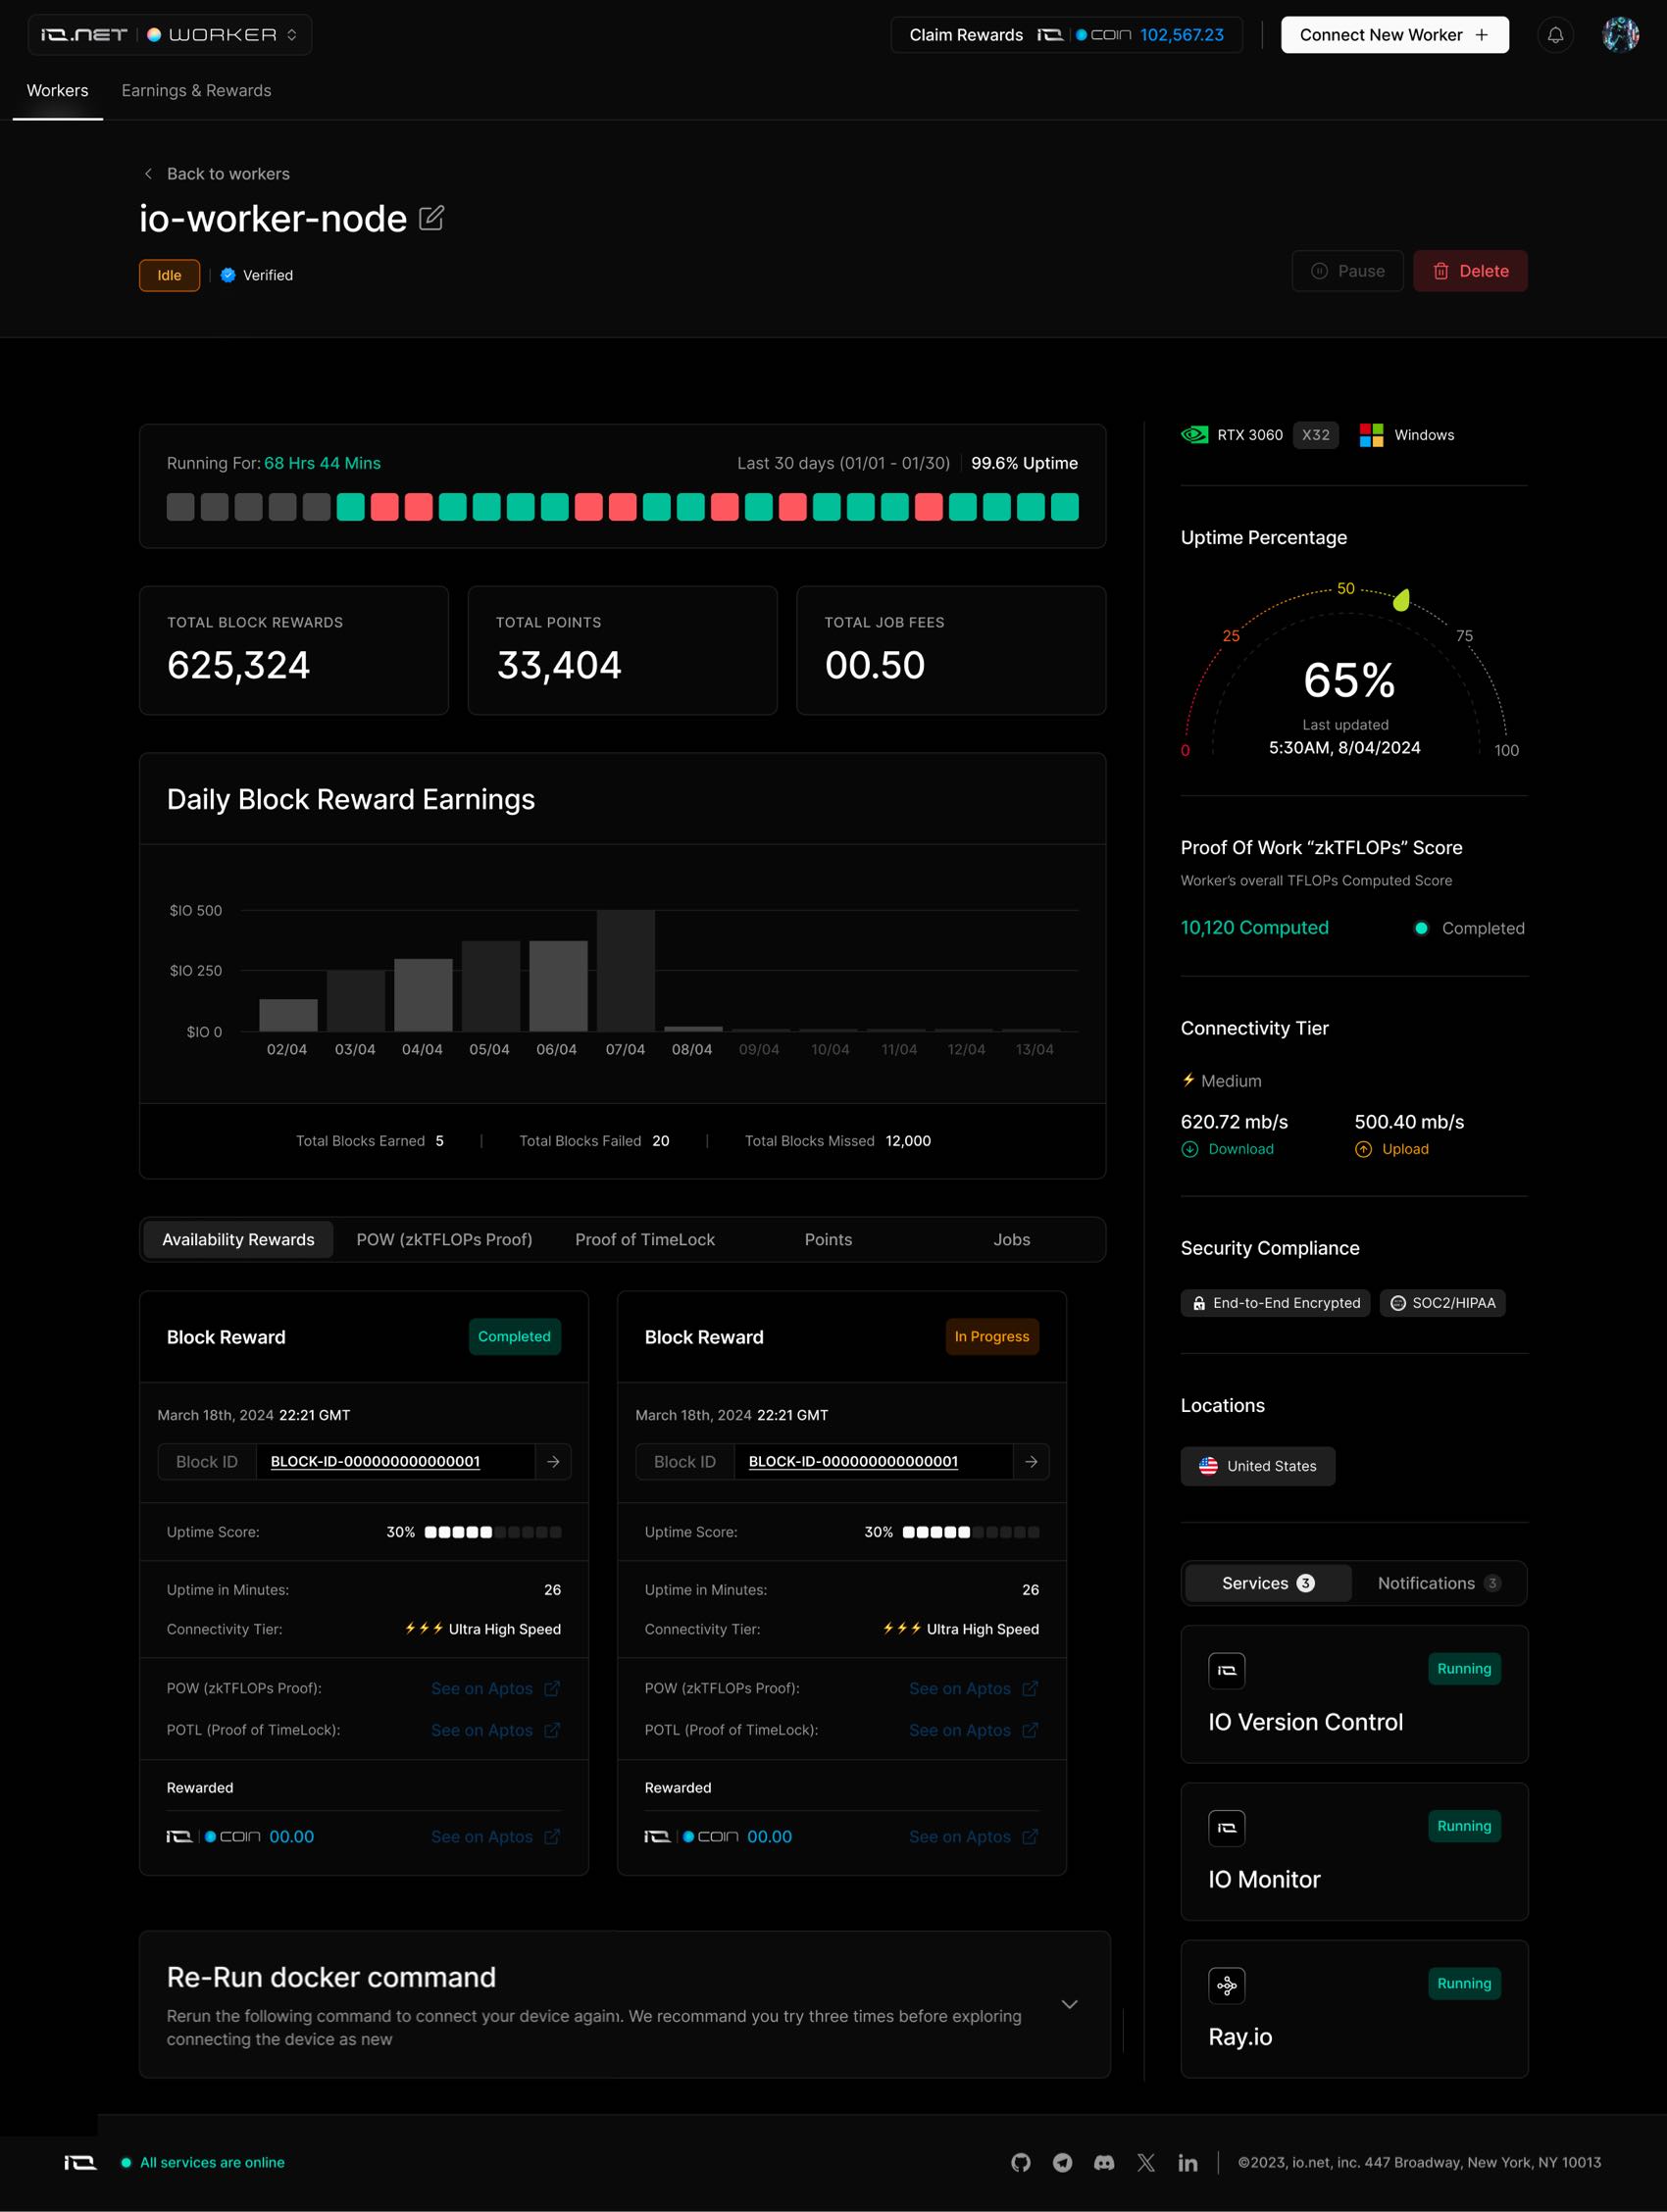 io.net WORKER
Claim Rewards io COIN 102,567.23
Connect New Worker
Workers
Earnings & Rewards
Back to workers
io-worker-node
Idle
Verified
Pause
Delete
Running For: 68 Hrs 44 Mins
Last 30 days (01/01 - 01/30)
99.6% Uptime
TOTAL BLOCK REWARDS
625,324
TOTAL POINTS
33,404
TOTAL JOB FEES
00.50
Daily Block Reward Earnings
$IO 500
$IO 250
$IO 0
02/04 03/04 04/04 05/04 06/04 07/04 08/04 09/04 10/04 11/04 12/04 13/04
Total Blocks Earned 5
Total Blocks Failed 20
Total Blocks Missed 12,000
Availability Rewards
POW (zkTFLOPs Proof)
Proof of TimeLock
Points
Jobs
Block Reward
Completed
March 18th, 2024 22:21 GMT
Block ID
BLOCK-ID-000000000000001
Uptime Score:
30%
Uptime in Minutes:
26
Connectivity Tier:
Ultra High Speed
POW (zkTFLOPs Proof):
See on Aptos
POTL (Proof of TimeLock):
See on Aptos
Rewarded
io COIN 00.00
See on Aptos
Block Reward
In Progress
March 18th, 2024 22:21 GMT
Block ID
BLOCK-ID-000000000000001
Uptime Score:
30%
Uptime in Minutes:
26
Connectivity Tier:
Ultra High Speed
POW (zkTFLOPs Proof):
See on Aptos
POTL (Proof of TimeLock):
See on Aptos
Rewarded
io COIN 00.00
See on Aptos
Re-Run docker command
Rerun the following command to connect your device again. We recommand you try three times before exploring
connecting the device as new
RTX 3060
X32
Windows
Uptime Percentage
0
25
50
75
100
65%
Last updated
5:30AM, 8/04/2024
Proof Of Work “zkTFLOPs” Score
Worker’s overall TFLOPs Computed Score
10,120 Computed
Completed
Connectivity Tier
Medium
620.72 mb/s
Download
500.40 mb/s
Upload
Security Compliance
End-to-End Encrypted
SOC2/HIPAA
Locations
United States
Services 3
Notifications 3
io
Running
IO Version Control
io
Running
IO Monitor
Running
Ray.io
io
All services are online
©2023, io.net, inc. 447 Broadway, New York, NY 10013